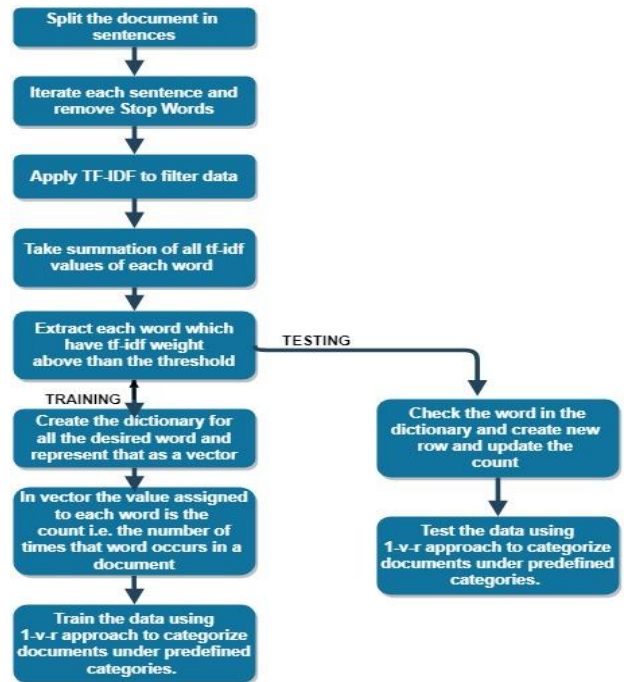 Split the document in
sentences
Iterate each sentence and
remove Stop Words
Apply TF-IDF to filter data
Take summation of all tf-idf
values of each word
Extract each word which
have tf-idf weight
above than the threshold
TESTING
TRAINING
Create the dictionary for
all the desired word and
represent that as a vector
In vector the value assigned
to each word is the
count i.e. the number of
times that word occurs in a
document
Train the data using
1-v-r approach to categorize
documents under predefined
categories.
Check the word in the
dictionary and create new
row and update the
count
Test the data using
1-v-r approach to categorize
documents under predefined
categories.